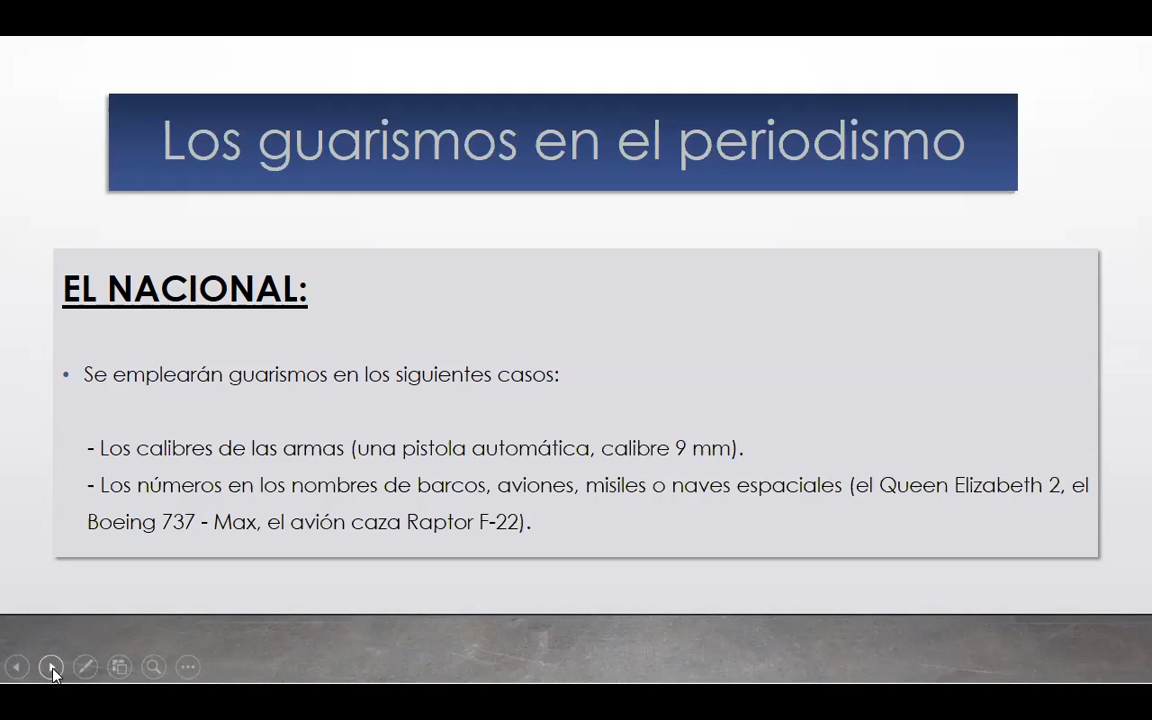 Los guarismos en el periodismo
EL NACIONAL:
• Se emplearán guarismos en los siguientes casos:
- Los calibres de las armas (una pistola automática, calibre 9 mm).
- Los números en los nombres de barcos, aviones, misiles o naves espaciales (el Queen Elizabeth 2, el
Boeing 737 - Max, el avión caza Raptor F-22).